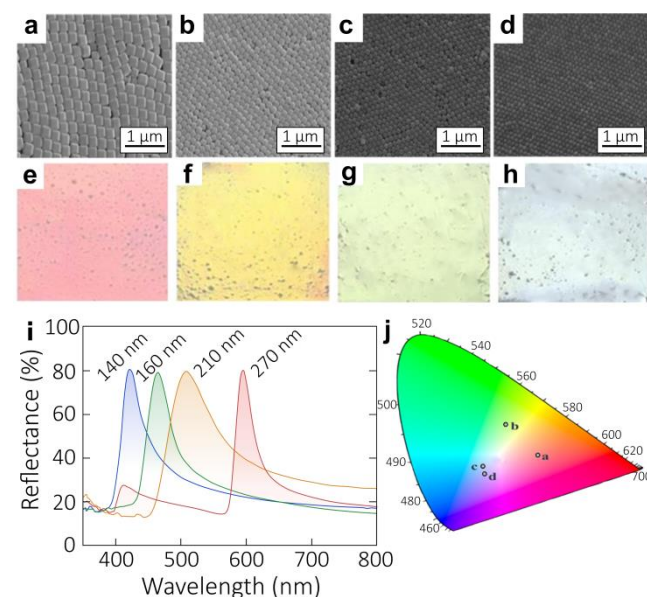 a
b
c
d
1 µm
1 µm
1 µm
1 µm
e
f
g
h
i
100
80
60
40
20
0
Reflectance (%)
140 nm
160 nm
210 nm
270 nm
400 500 600 700 800
Wavelength (nm)
j
520
540
560
580
600
620
700
500
490
480
460
b
a
c
d